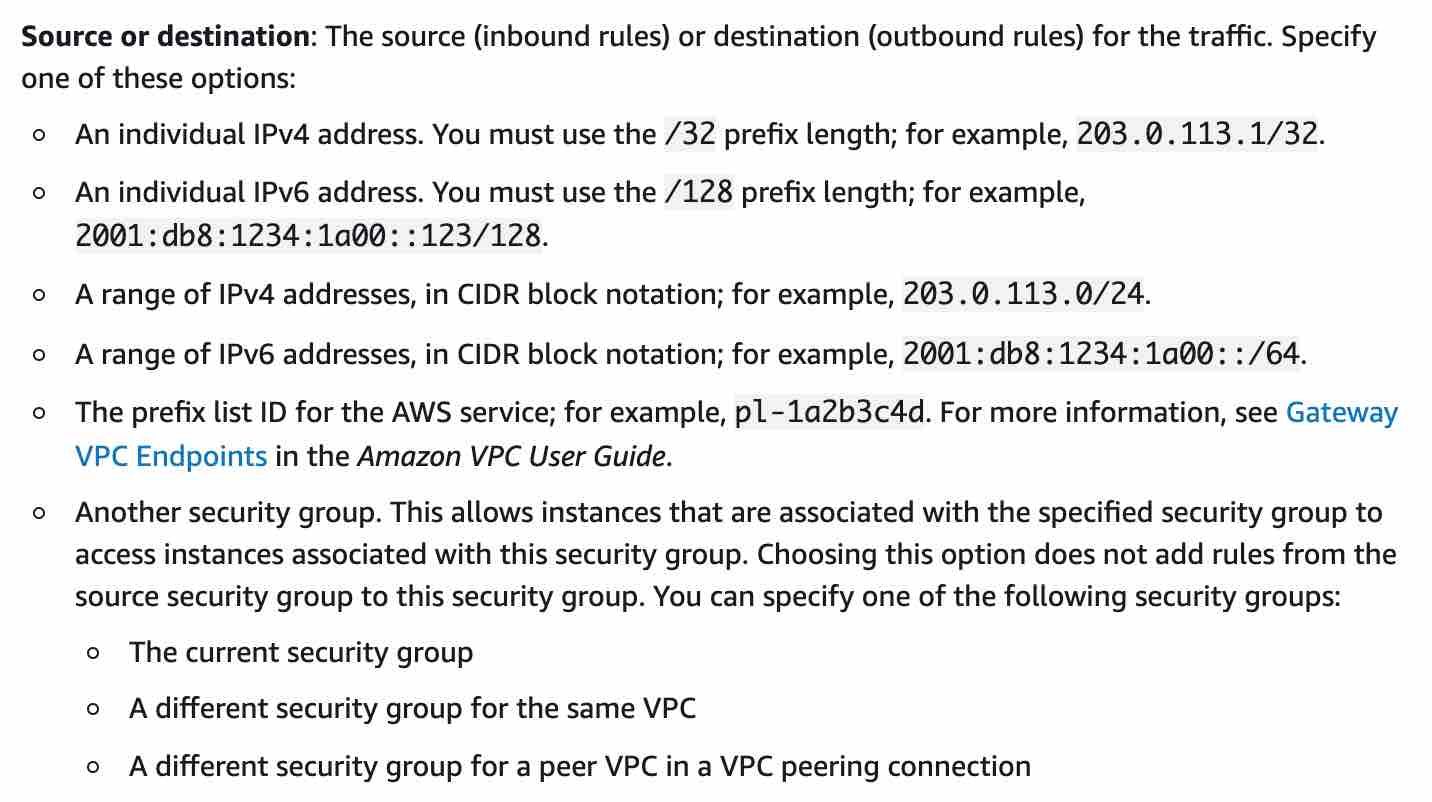 Source or destination: The source (inbound rules) or destination (outbound rules) for the traffic. Specify
one of these options:
An individual IPv4 address. You must use the /32 prefix length; for example, 203.0.113.1/32.
An individual IPv6 address. You must use the /128 prefix length; for example,
2001:db8:1234:1a00::123/128.
A range of IPv4 addresses, in CIDR block notation; for example, 203.0.113.0/24.
A range of IPv6 addresses, in CIDR block notation; for example, 2001:db8:1234:1a00::/64.
The prefix list ID for the AWS service; for example, pl-1a2b3c4d. For more information, see Gateway
VPC Endpoints in the Amazon VPC User Guide.
Another security group. This allows instances that are associated with the specified security group to
access instances associated with this security group. Choosing this option does not add rules from the
source security group to this security group. You can specify one of the following security groups:
The current security group
A different security group for the same VPC
A different security group for a peer VPC in a VPC peering connection